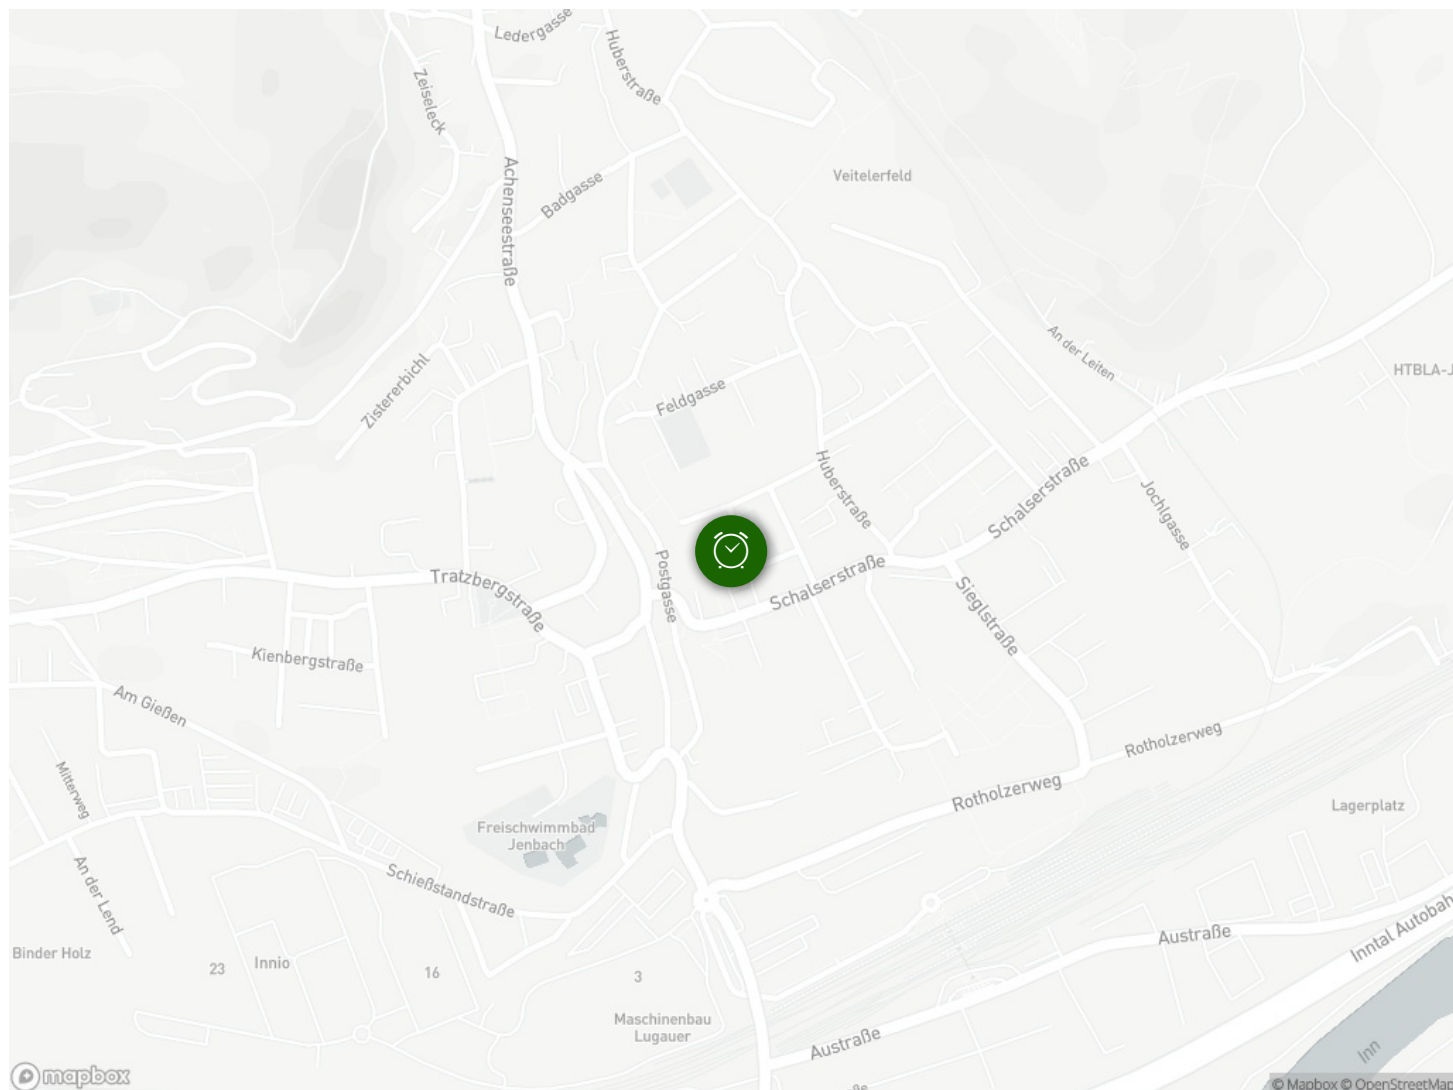 Ledergasse
Huberstraße
Zeiseleck
Achenseestraße
Badgasse
Veitelerfeld
An der Leiten
HTBLA-J
Zistererbichl
Feldgasse
Huberstraße
Schalserstraße
Jochlgasse
Postgasse
Tratzbergstraße
Schalserstraße
Sieglstraße
Kienbergstraße
Am Gießen
Mitterweg
Rotholzerweg
Rotholzerweg
Lagerplatz
Freischwimmbad
Jenbach
An der Lend
Schießstandstraße
Austraße
Inntal Autobah
Binder Holz
23
Innio
16
3
Maschinenbau
Lugauer
Austraße
Inn
mapbox
© Mapbox © OpenStreetMap